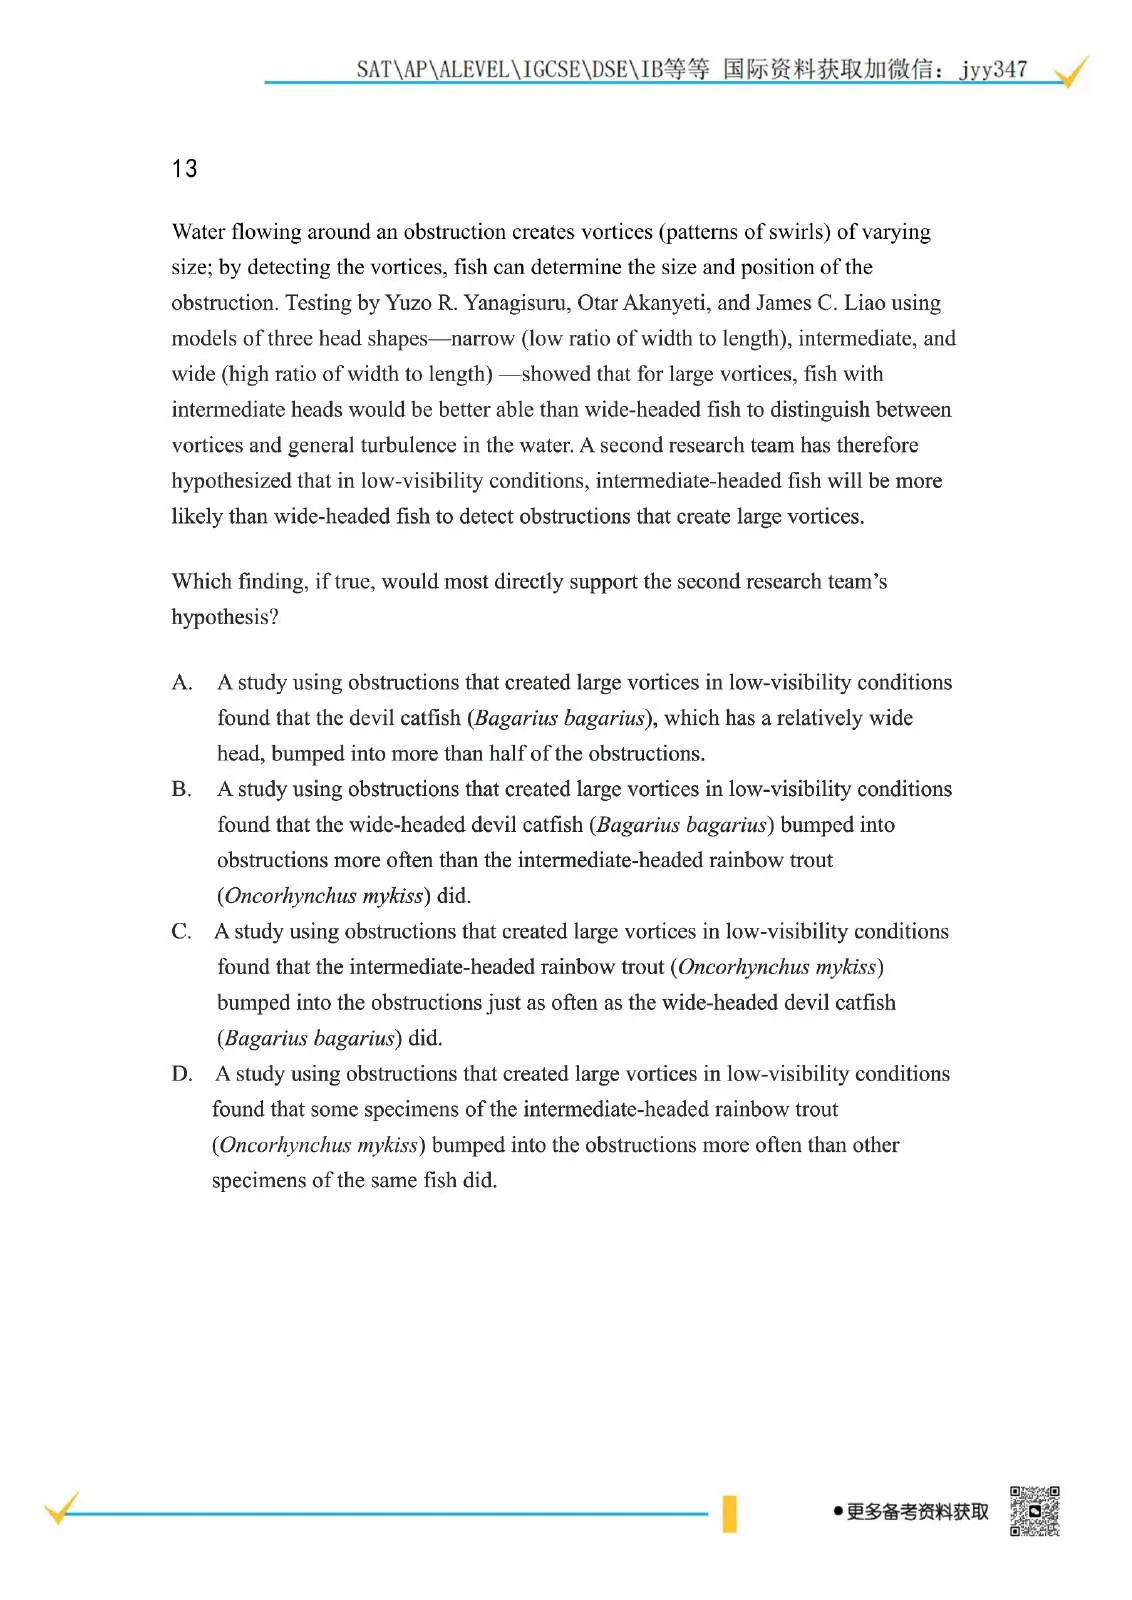 SAT\AP\ALEVEL\IGCSE\DSE\IB等等 国际资料获取加微信：jyy347
13
Water flowing around an obstruction creates vortices (patterns of swirls) of varying
size; by detecting the vortices, fish can determine the size and position of the
obstruction. Testing by Yuzo R. Yanagisuru, Otar Akanyeti, and James C. Liao using
models of three head shapes—narrow (low ratio of width to length), intermediate, and
wide (high ratio of width to length) —showed that for large vortices, fish with
intermediate heads would be better able than wide-headed fish to distinguish between
vortices and general turbulence in the water. A second research team has therefore
hypothesized that in low-visibility conditions, intermediate-headed fish will be more
likely than wide-headed fish to detect obstructions that create large vortices.
Which finding, if true, would most directly support the second research team’s
hypothesis?
A. A study using obstructions that created large vortices in low-visibility conditions
found that the devil catfish (Bagarius bagarius), which has a relatively wide
head, bumped into more than half of the obstructions.
B. A study using obstructions that created large vortices in low-visibility conditions
found that the wide-headed devil catfish (Bagarius bagarius) bumped into
obstructions more often than the intermediate-headed rainbow trout
(Oncorhynchus mykiss) did.
C. A study using obstructions that created large vortices in low-visibility conditions
found that the intermediate-headed rainbow trout (Oncorhynchus mykiss)
bumped into the obstructions just as often as the wide-headed devil catfish
(Bagarius bagarius) did.
D. A study using obstructions that created large vortices in low-visibility conditions
found that some specimens of the intermediate-headed rainbow trout
(Oncorhynchus mykiss) bumped into the obstructions more often than other
specimens of the same fish did.
●更多备考资料获取